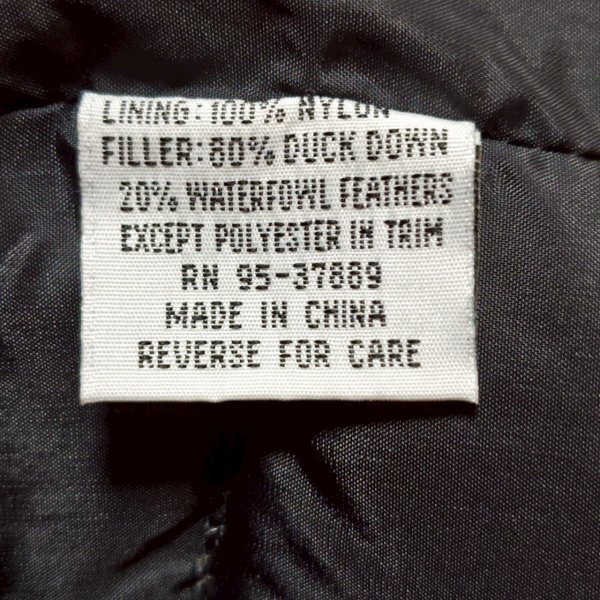 LINING: 100% NYLON
FILLER: 80% DUCK DOWN
20% WATERFOWL FEATHERS
EXCEPT POLYESTER IN TRIM
RN 95-37889
MADE IN CHINA
REVERSE FOR CARE